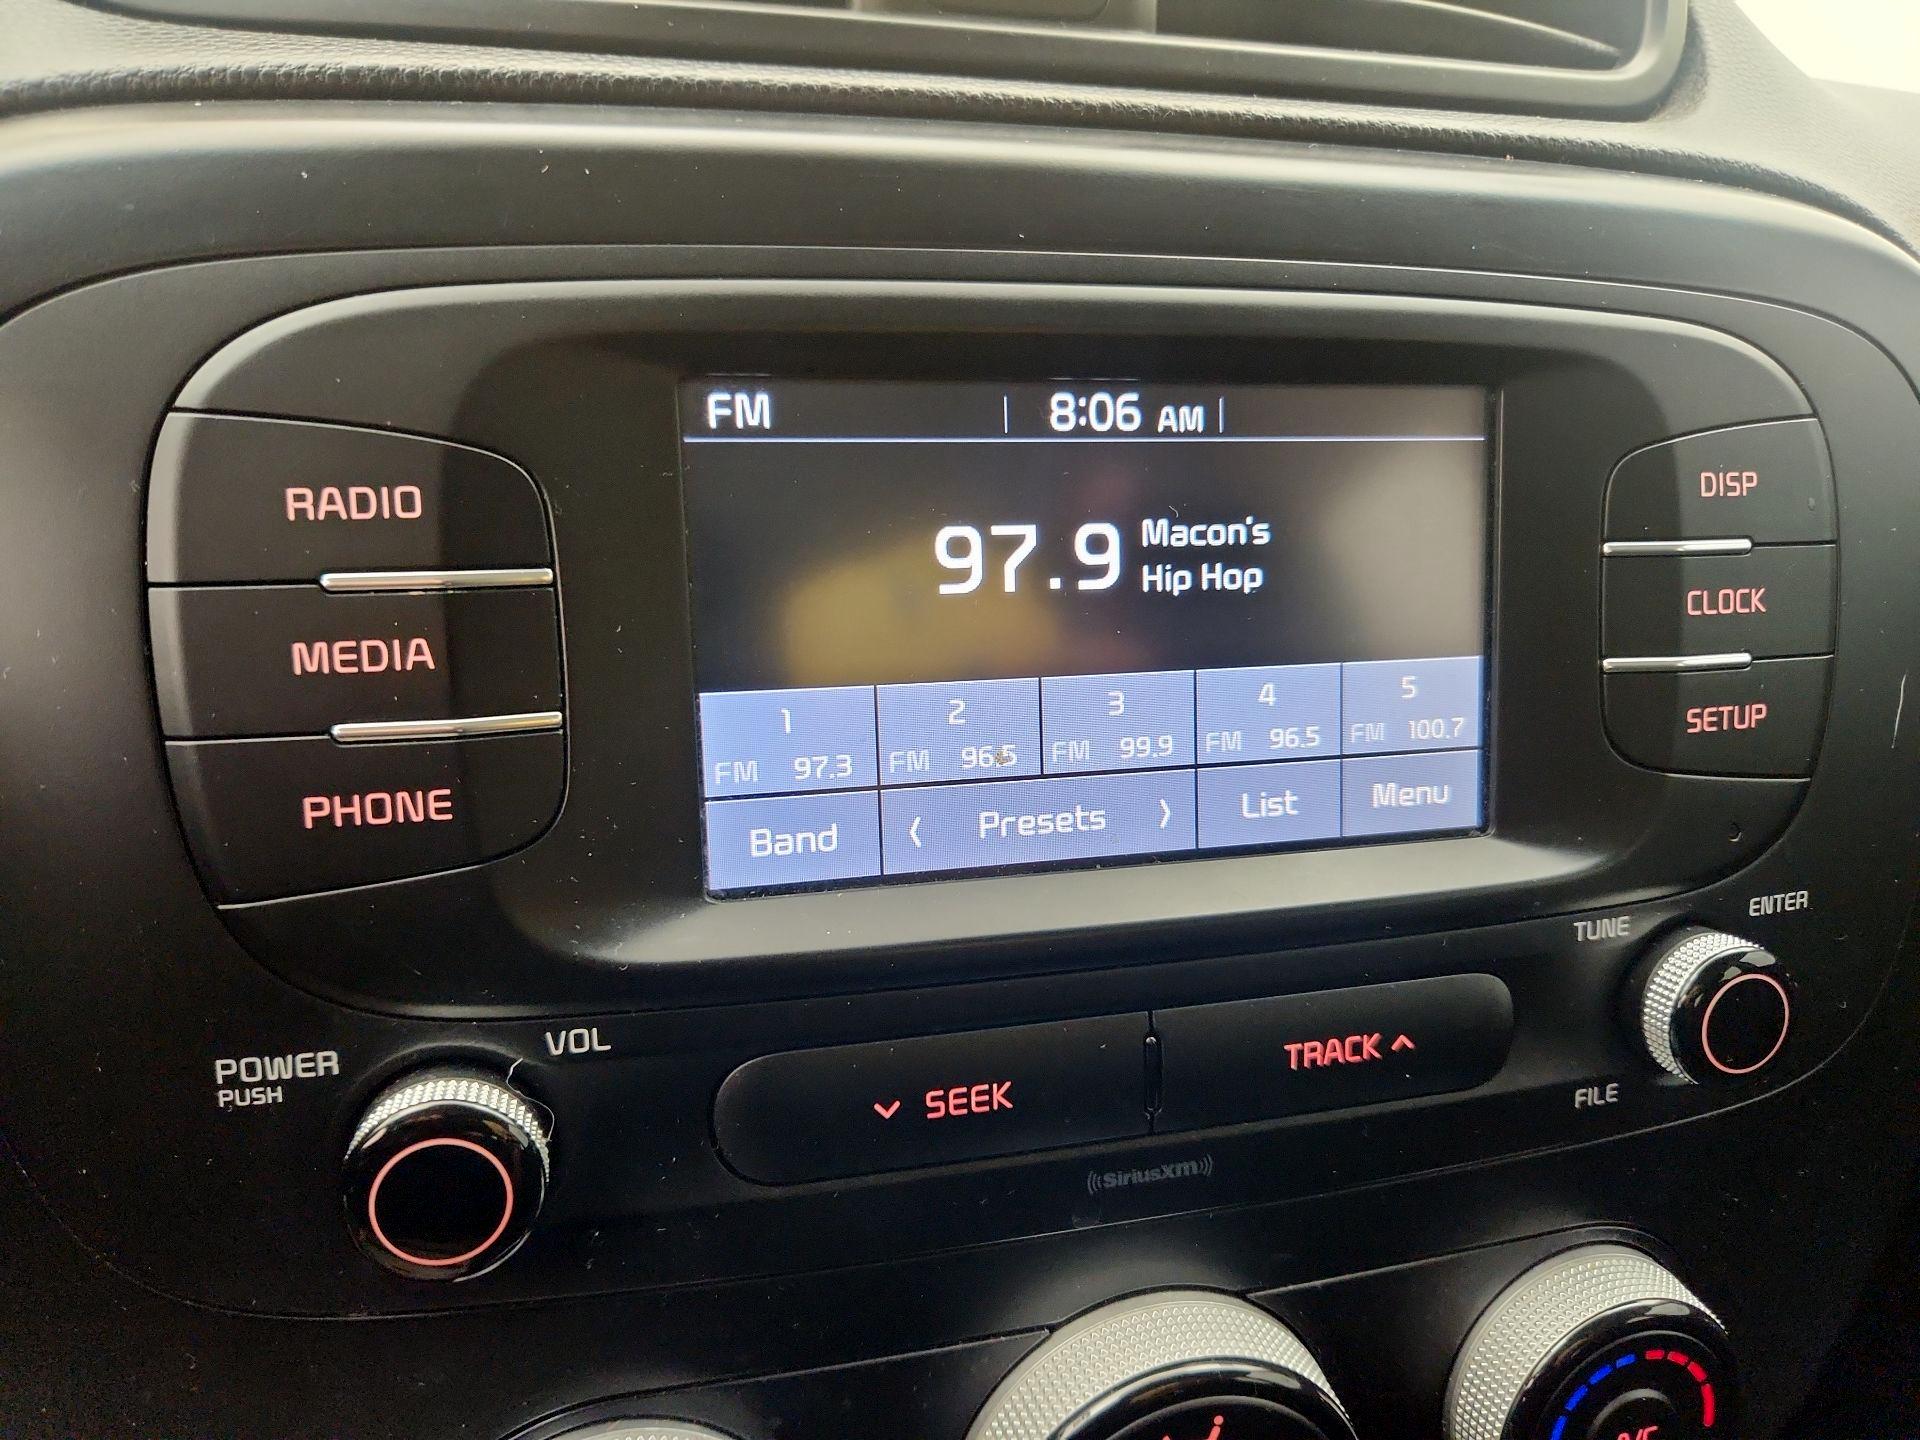 FM 8:06 AM
97.9 Macon's
Hip Hop
1 2 3 4 5
FM 97.3 FM 96.5 FM 99.9 FM 96.5 FM 100.7
Band Presets List Menu
RADIO
MEDIA
PHONE
DISP
CLOCK
SETUP
POWER
PUSH
VOL
SEEK
TRACK
TUNE
ENTER
FILE
SiriusXM